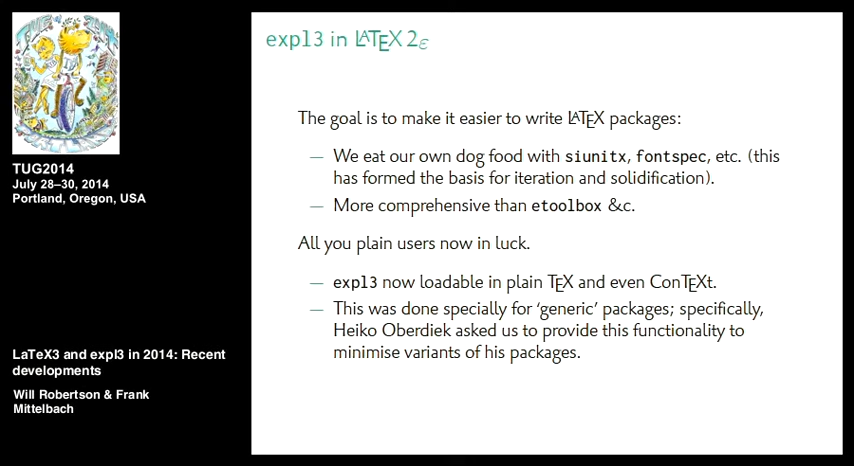 TUG2014
July 28–30, 2014
Portland, Oregon, USA
LaTeX3 and expl3 in 2014: Recent
developments
Will Robertson & Frank
Mittelbach
expl3 in LATEX 2ε
The goal is to make it easier to write LATEX packages:
— We eat our own dog food with siunitx, fontspec, etc. (this
has formed the basis for iteration and solidification).
— More comprehensive than etoolbox &c.
All you plain users now in luck.
— expl3 now loadable in plain TEX and even ConTEXt.
— This was done specially for ‘generic’ packages; specifically,
Heiko Oberdiek asked us to provide this functionality to
minimise variants of his packages.